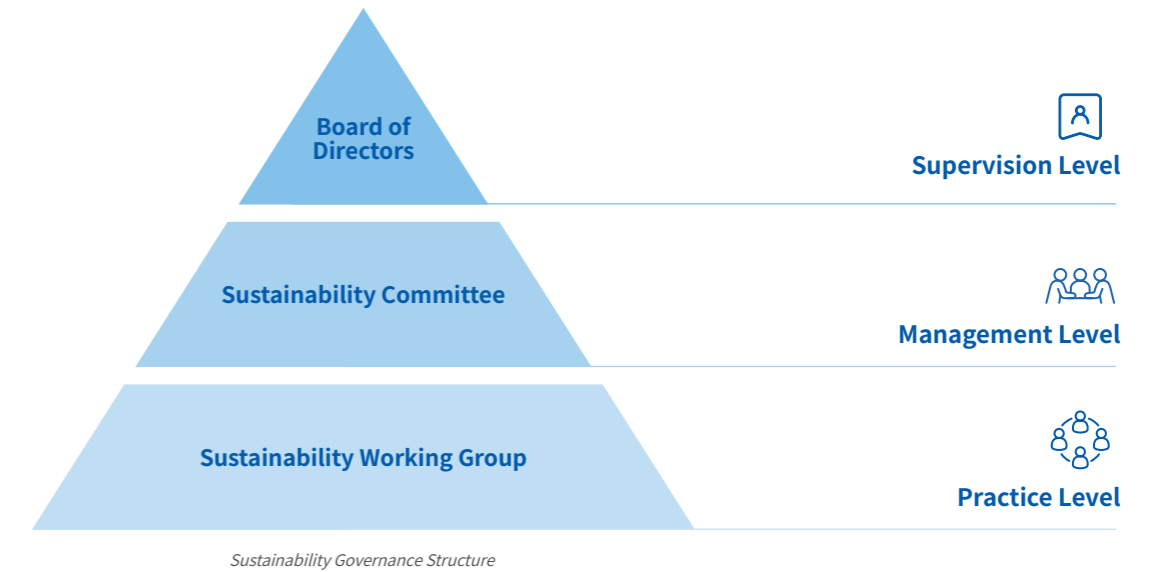 Board of
Directors
Supervision Level
Sustainability Committee
Management Level
Sustainability Working Group
Practice Level
Sustainability Governance Structure